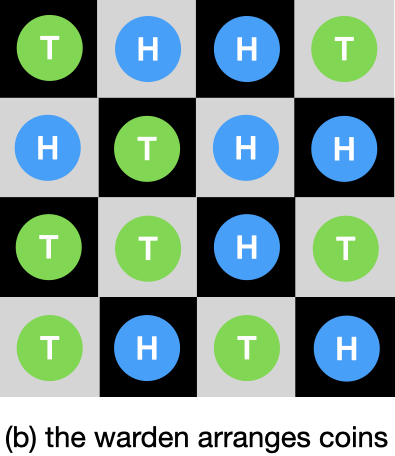 T H H T
H T H H
T T H T
T H T H
(b) the warden arranges coins